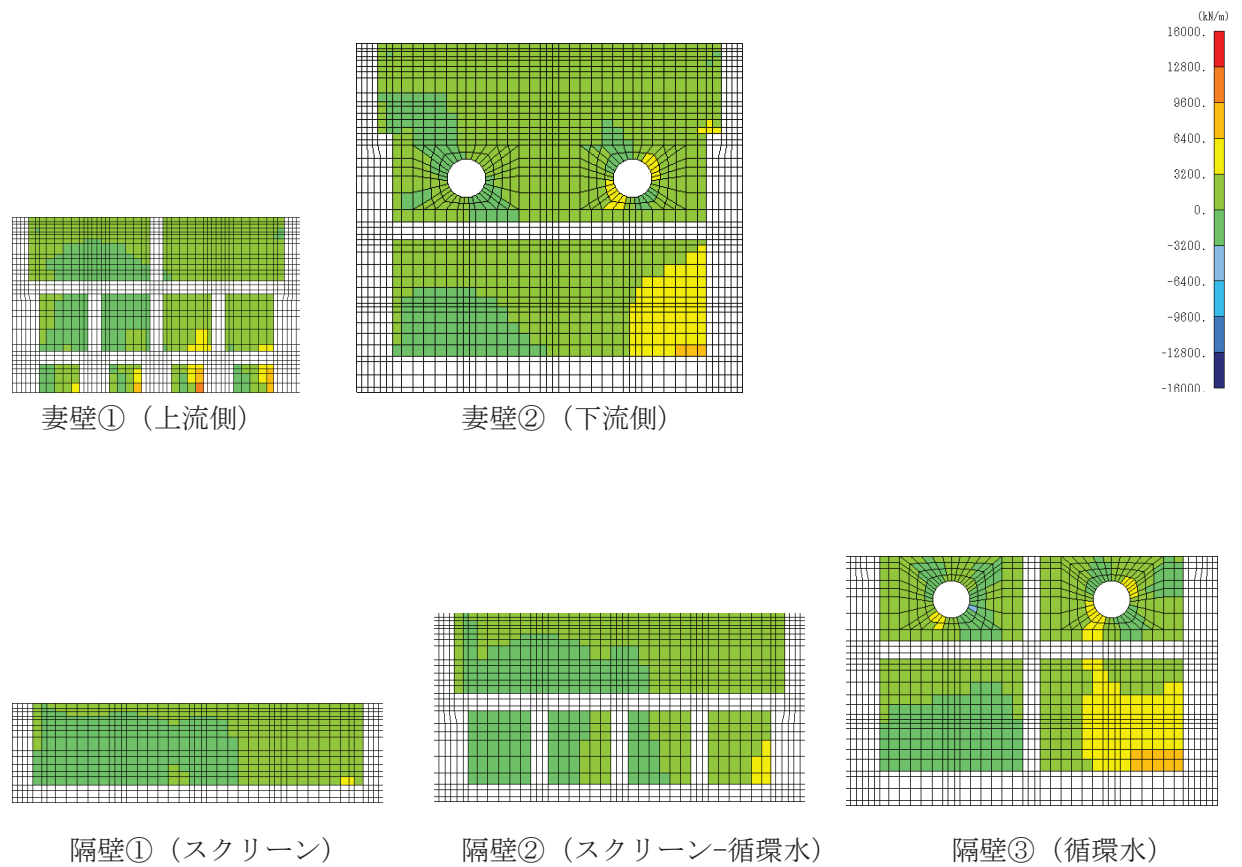 (kN/m)
16000.
12800.
9600.
6400.
3200.
0.
-3200.
-6400.
-9600.
-12800.
-16000.
妻壁①（上流側）
妻壁②（下流側）
隔壁①（スクリーン）
隔壁②（スクリーン-循環水）
隔壁③（循環水）